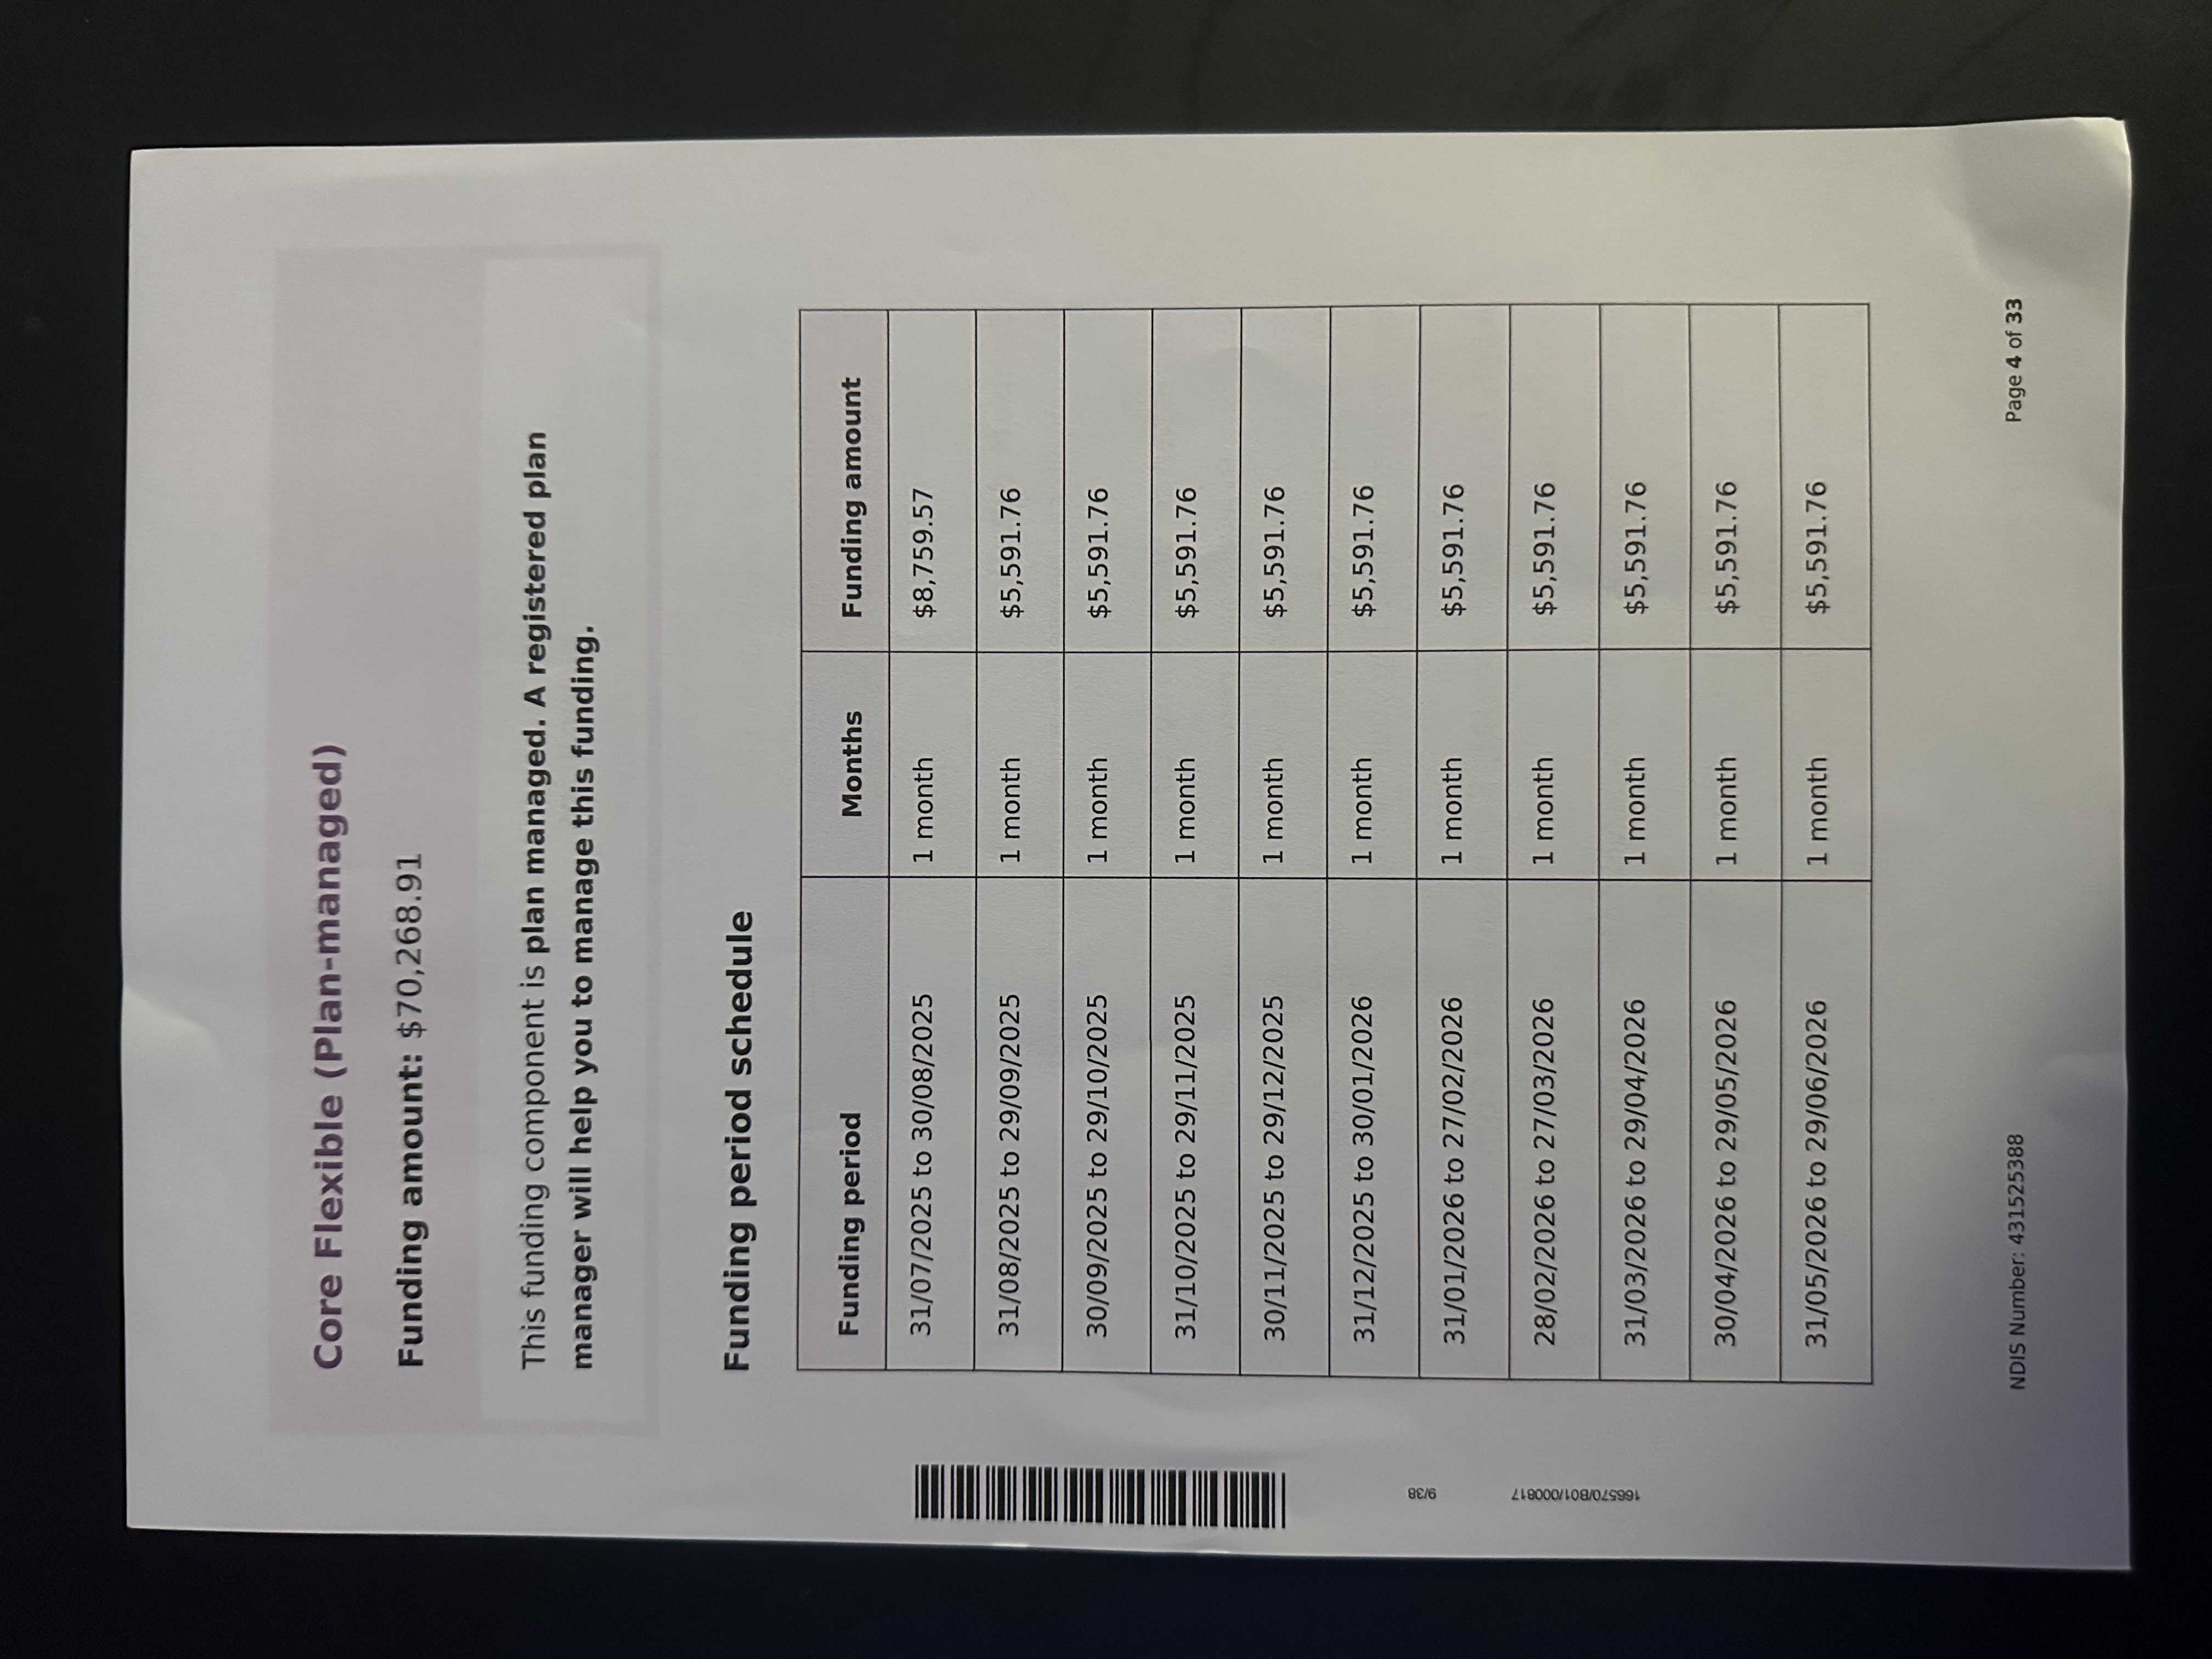 Core Flexible (Plan-managed)
Funding amount: $70,268.91
This funding component is plan managed. A registered plan
manager will help you to manage this funding.
Funding period schedule
Funding period Months Funding amount
31/07/2025 to 30/08/2025 1 month $8,759.57
31/08/2025 to 29/09/2025 1 month $5,591.76
30/09/2025 to 29/10/2025 1 month $5,591.76
31/10/2025 to 29/11/2025 1 month $5,591.76
30/11/2025 to 29/12/2025 1 month $5,591.76
31/12/2025 to 30/01/2026 1 month $5,591.76
31/01/2026 to 27/02/2026 1 month $5,591.76
28/02/2026 to 27/03/2026 1 month $5,591.76
31/03/2026 to 29/04/2026 1 month $5,591.76
30/04/2026 to 29/05/2026 1 month $5,591.76
31/05/2026 to 29/06/2026 1 month $5,591.76
166570/B01/000817 9/38
NDIS Number: 431525388 Page 4 of 33